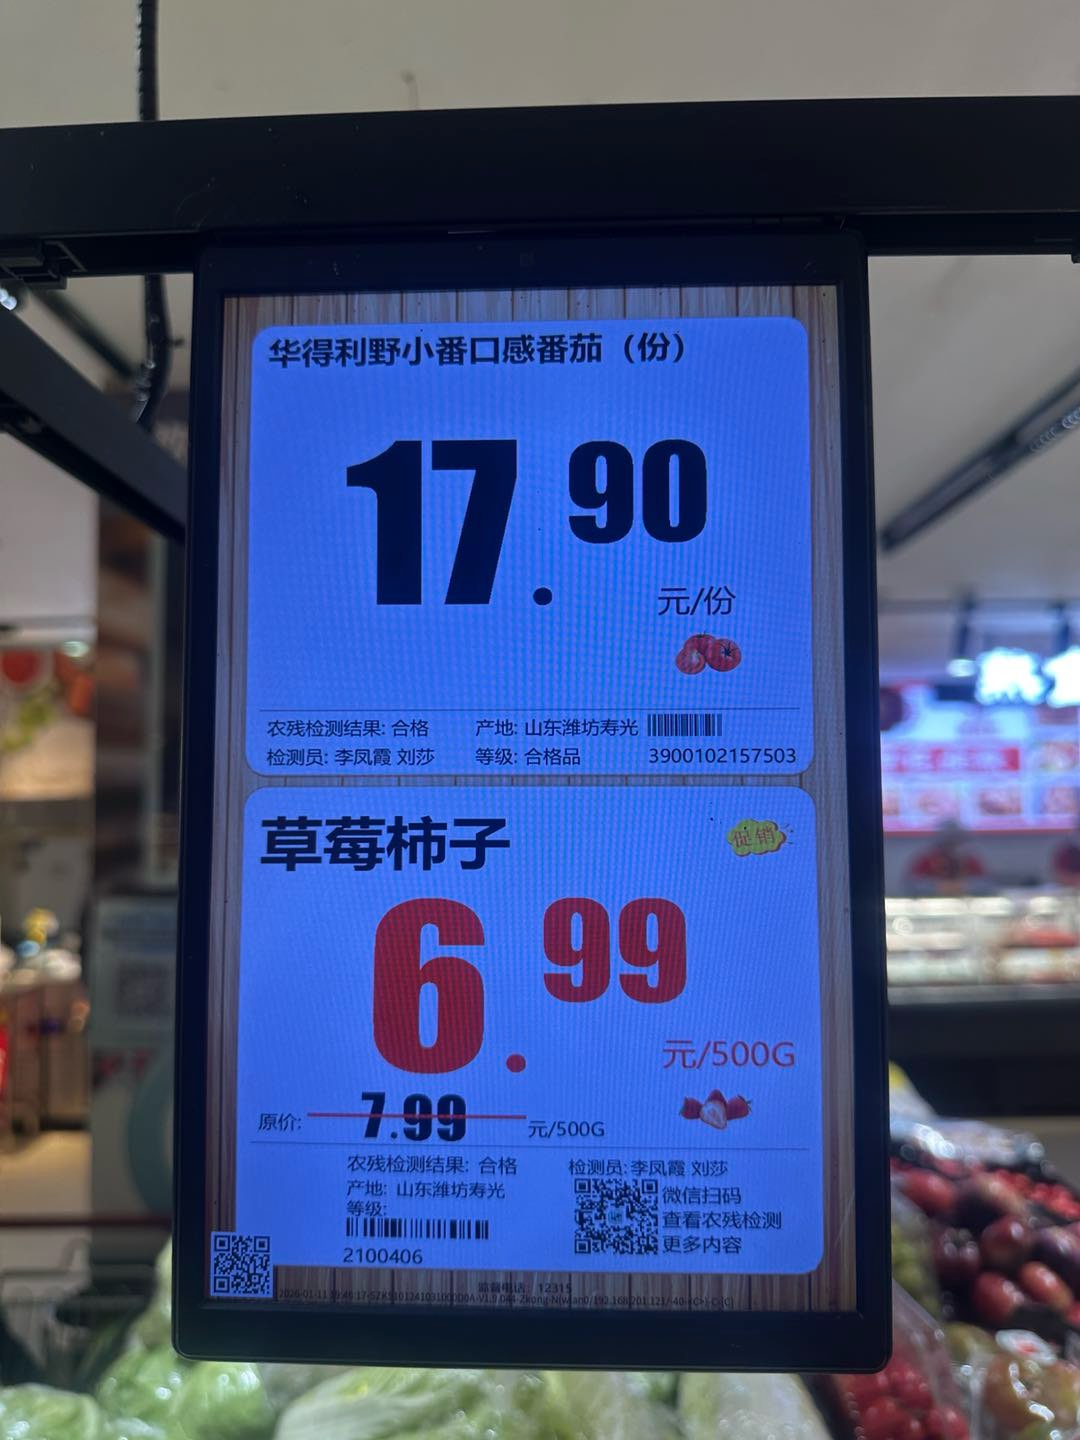 华得利野小番口感番茄（份）
17.90
元/份
农残检测结果: 合格 产地: 山东潍坊寿光
检测员: 李凤霞 刘莎 等级: 合格品 3900102157503
草莓柿子
促销
6.99
元/500G
原价: 7.99 元/500G
农残检测结果: 合格 检测员: 李凤霞 刘莎
产地: 山东潍坊寿光 微信扫码
等级: 查看农残检测
更多内容
2100406
监督电话: 12315